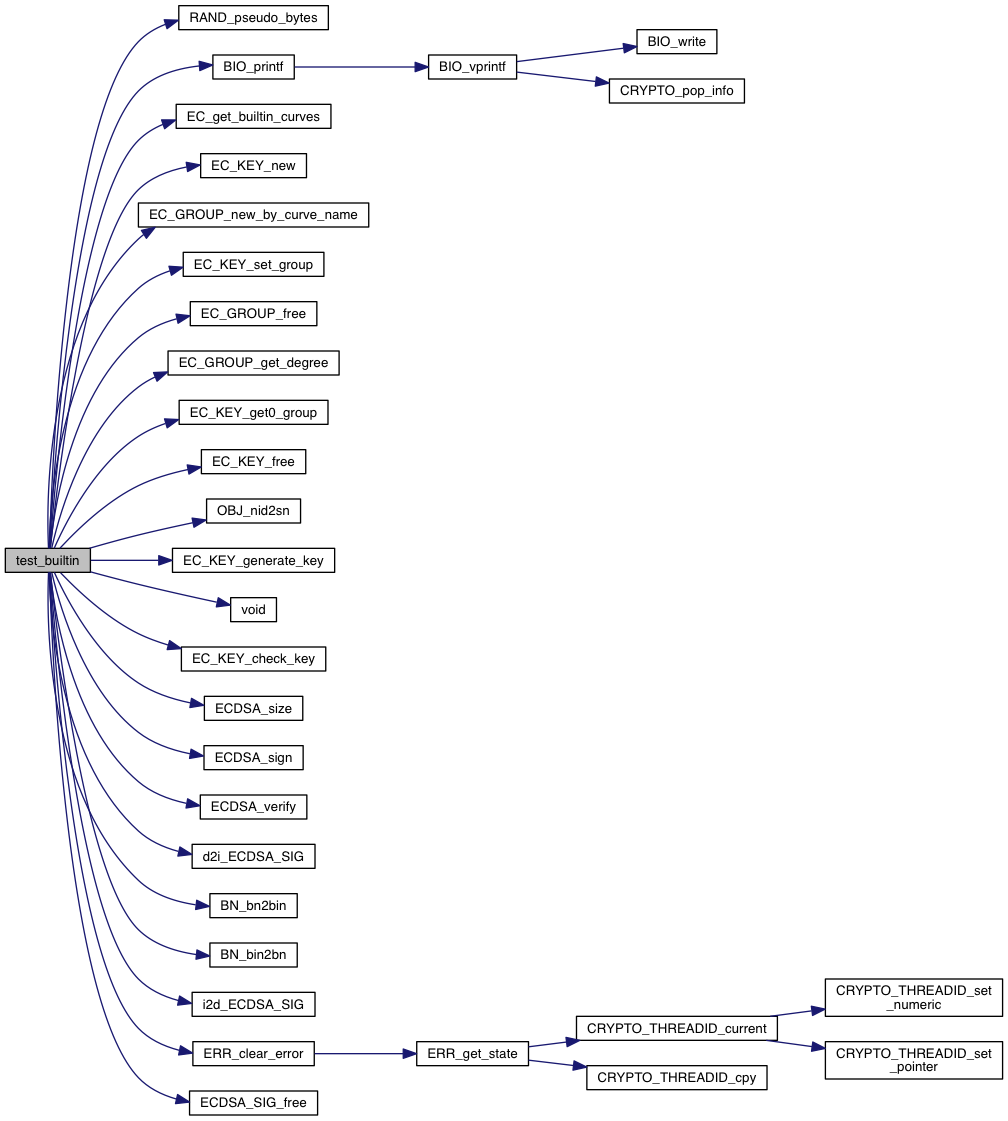 RAND_pseudo_bytes
BIO_printf
BIO_vprintf
BIO_write
CRYPTO_pop_info
EC_get_builtin_curves
EC_KEY_new
EC_GROUP_new_by_curve_name
EC_KEY_set_group
EC_GROUP_free
EC_GROUP_get_degree
EC_KEY_get0_group
EC_KEY_free
OBJ_nid2sn
test_builtin
EC_KEY_generate_key
void
EC_KEY_check_key
ECDSA_size
ECDSA_sign
ECDSA_verify
d2i_ECDSA_SIG
BN_bn2bin
BN_bin2bn
i2d_ECDSA_SIG
ERR_clear_error
ERR_get_state
CRYPTO_THREADID_current
CRYPTO_THREADID_set
_numeric
CRYPTO_THREADID_set
_pointer
CRYPTO_THREADID_cpy
ECDSA_SIG_free